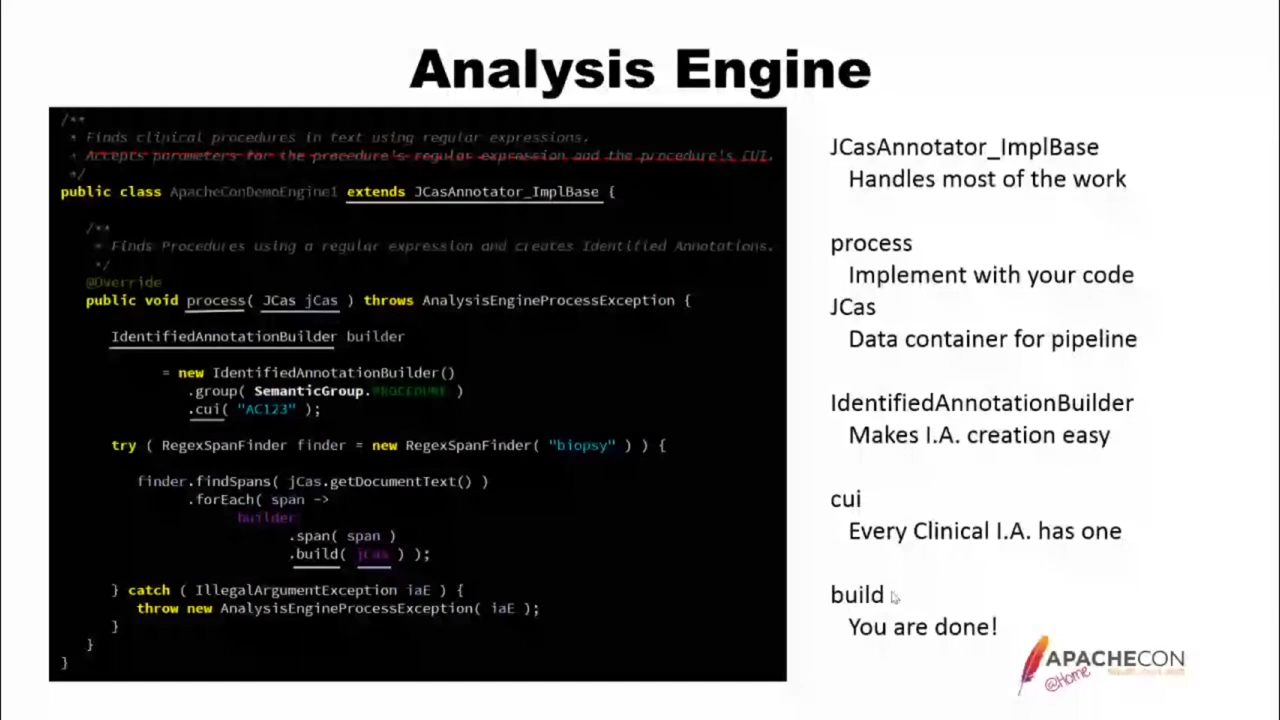 Analysis Engine
/**
* Finds clinical procedures in text using regular expressions.
* Accepts parameters for the procedure's regular expression and the procedure's CUI.
*/
public class ApacheConDemoEngine1 extends JCasAnnotator_ImplBase {
/**
* Finds Procedures using a regular expression and creates Identified Annotations.
*/
@Override
public void process( JCas jCas ) throws AnalysisEngineProcessException {
IdentifiedAnnotationBuilder builder
= new IdentifiedAnnotationBuilder()
.group( SemanticGroup.PROCEDURE )
.cui( "AC123" );
try ( RegexSpanFinder finder = new RegexSpanFinder( "biopsy" ) ) {
finder.findSpans( jCas.getDocumentText() )
.forEach( span ->
builder
.span( span )
.build( jCas ) );
} catch ( IllegalArgumentException iaE ) {
throw new AnalysisEngineProcessException( iaE );
}
}
}
JCasAnnotator_ImplBase
Handles most of the work
process
Implement with your code
JCas
Data container for pipeline
IdentifiedAnnotationBuilder
Makes I.A. creation easy
cui
Every Clinical I.A. has one
build
You are done!
APACHECON
@Home